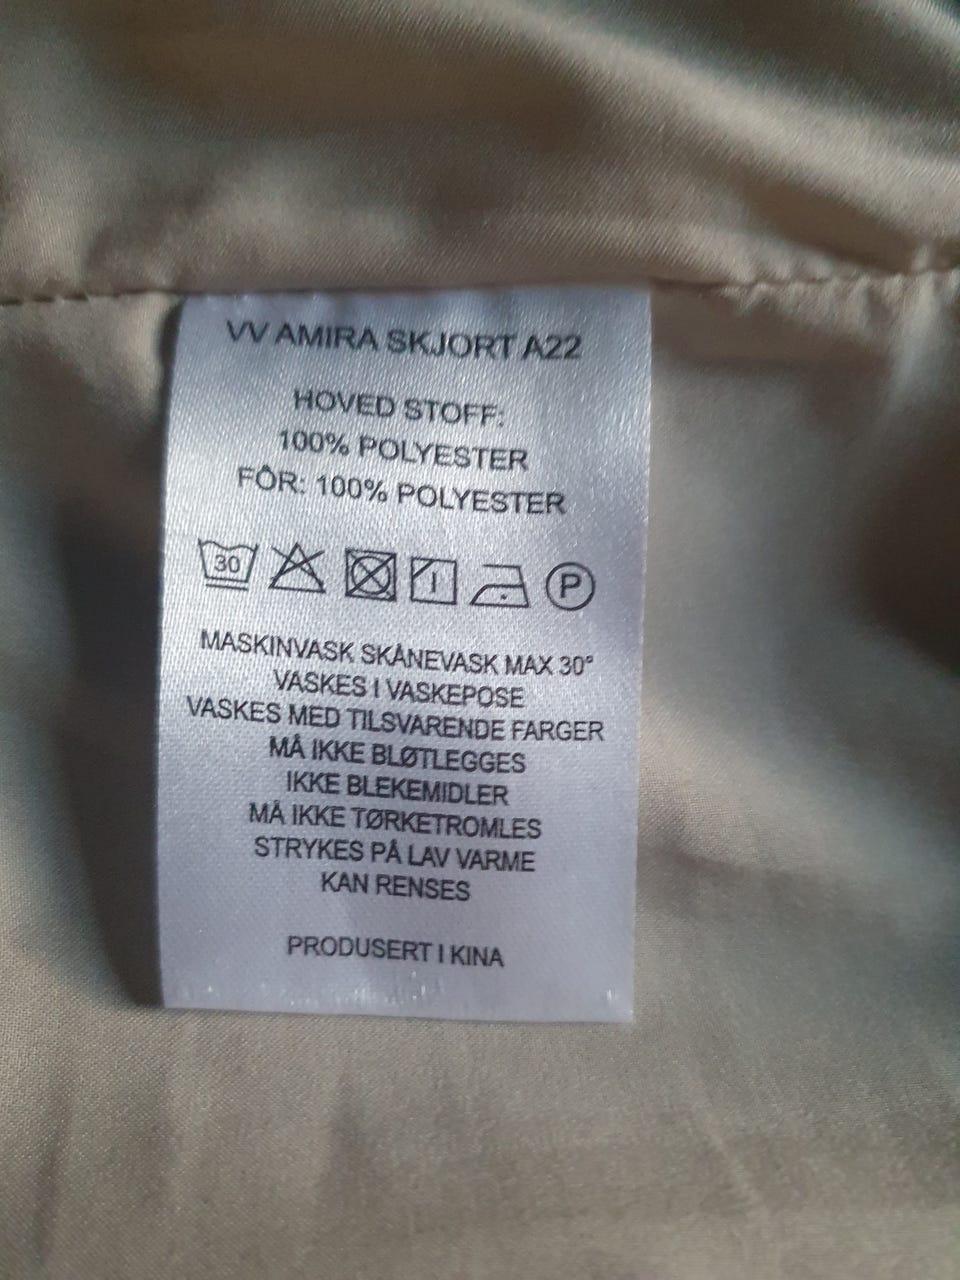 VV AMIRA SKJORT A22
HOVED STOFF:
100% POLYESTER
FÔR: 100% POLYESTER
30 P
MASKINVASK SKÅNEVASK MAX 30°
VASKES I VASKEPOSE
VASKES MED TILSVARENDE FARGER
MÅ IKKE BLØTLEGGES
IKKE BLEKEMIDLER
MÅ IKKE TØRKETROMLES
STRYKES PÅ LAV VARME
KAN RENSES
PRODUSERT I KINA